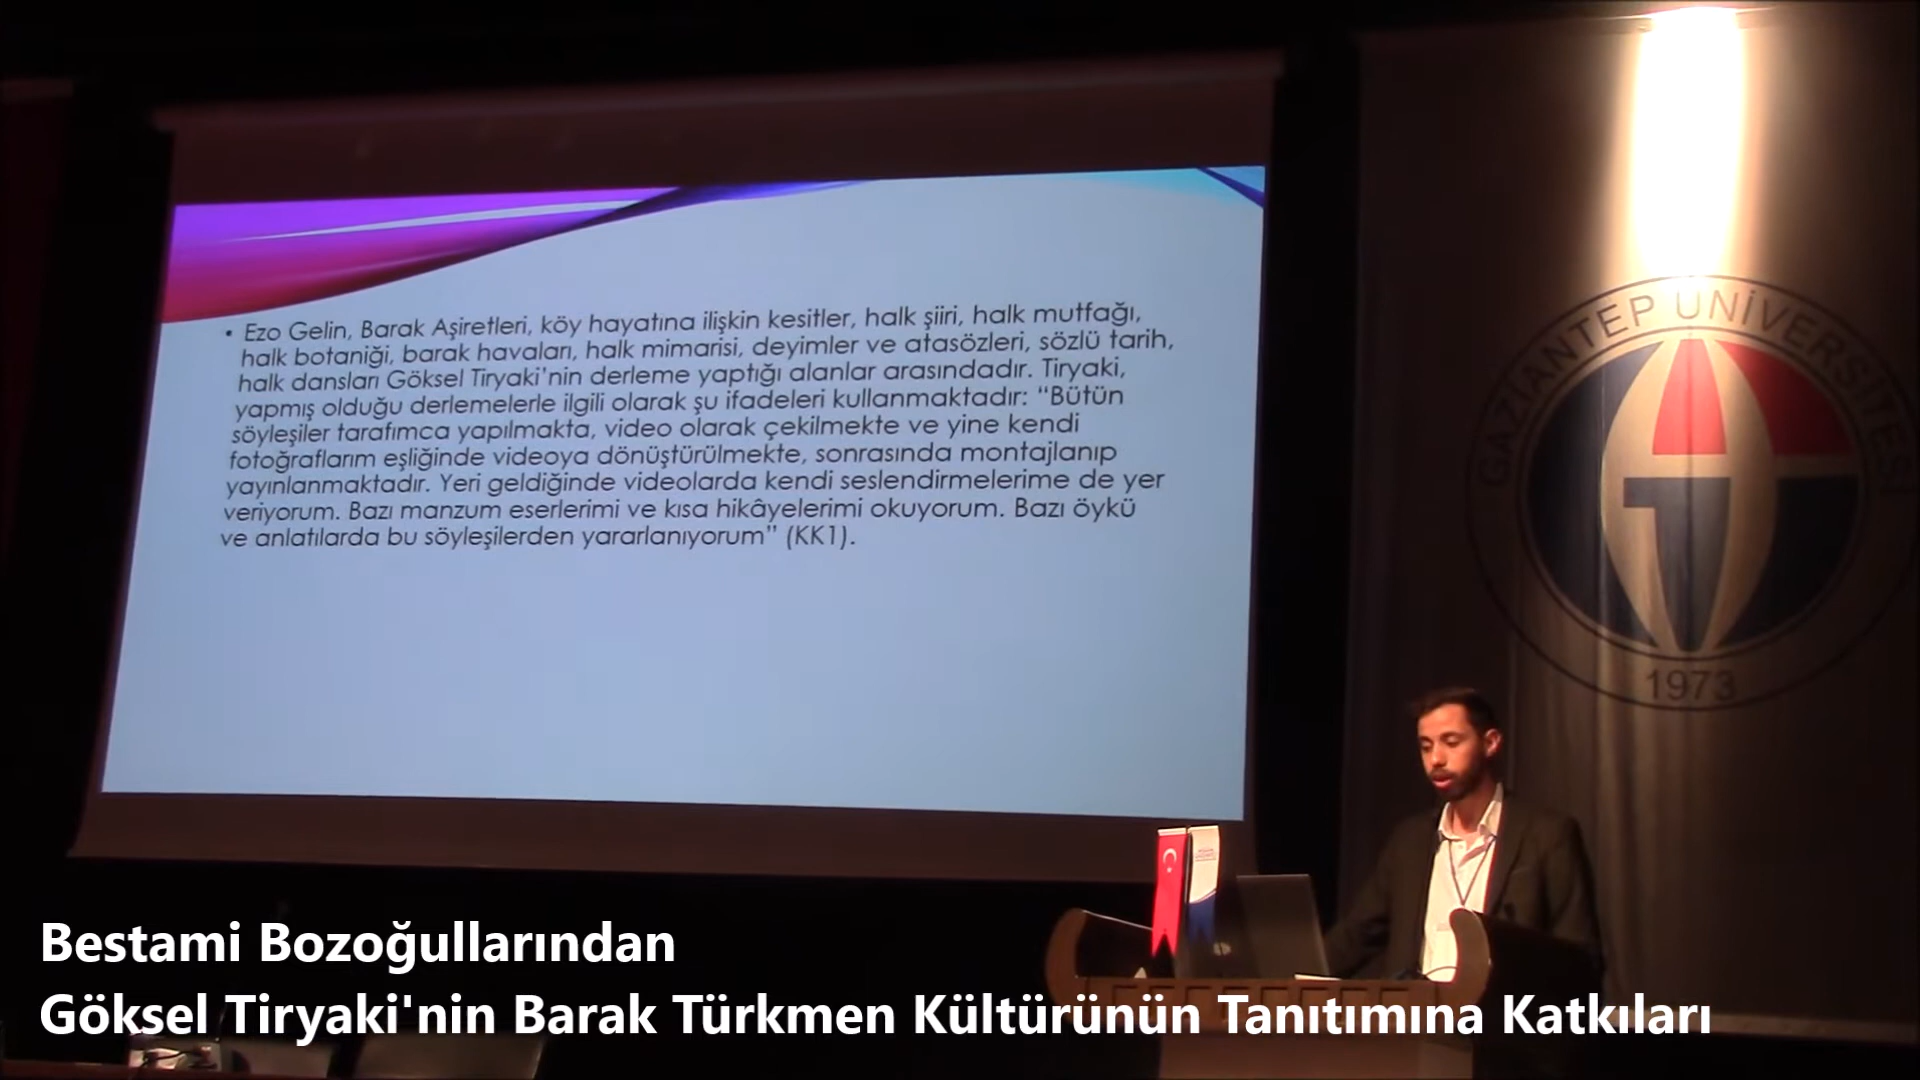 • Ezo Gelin, Barak Aşiretleri, köy hayatına ilişkin kesitler, halk şiiri, halk mutfağı,
halk botaniği, barak havaları, halk mimarisi, deyimler ve atasözleri, sözlü tarih,
halk dansları Göksel Tiryaki’nin derleme yaptığı alanlar arasındadır. Tiryaki,
yapmış olduğu derlemelerle ilgili olarak şu ifadeleri kullanmaktadır: “Bütün
söyleşiler tarafımca yapılmakta, video olarak çekilmekte ve yine kendi
fotoğraflarım eşliğinde videoya dönüştürülmekte, sonrasında montajlanıp
yayınlanmaktadır. Yeri geldiğinde videolarda kendi seslendirmelerime de yer
veriyorum. Bazı manzum eserlerimi ve kısa hikâyelerimi okuyorum. Bazı öykü
ve anlatılarda bu söyleşilerden yararlanıyorum” (KK1).
GAZİANTEP ÜNİVERSİTESİ
1973
Bestami Bozoğullarından
Göksel Tiryaki'nin Barak Türkmen Kültürünün Tanıtımına Katkıları